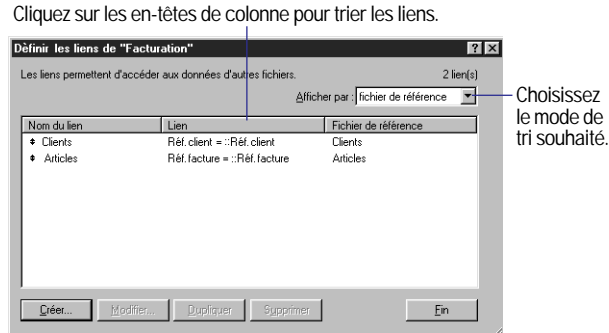 Cliquez sur les en-têtes de colonne pour trier les liens.
Dèfinir les liens de "Facturation"
Les liens permettent d'accéder aux données d'autres fichiers.
2 lien(s)
Afficher par : fichier de référence
Choisissez
le mode de
tri souhaité.
Nom du lien Lien Fichier de référence
Clients Réf. client = ::Réf. client Clients
Articles Réf. facture = ::Réf. facture Articles
Créer... Modifier... Dupliquer Supprimer Fin